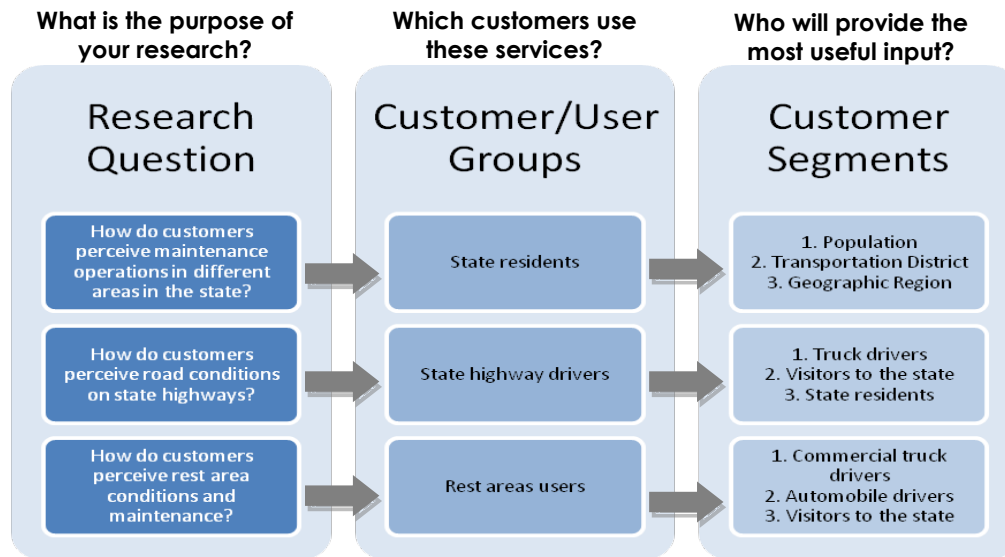 What is the purpose of
your research?
Which customers use
these services?
Who will provide the
most useful input?
Research
Question
Customer/User
Groups
Customer
Segments
How do customers
perceive maintenance
operations in different
areas in the state?
State residents
1. Population
2. Transportation District
3. Geographic Region
How do customers
perceive road conditions
on state highways?
State highway drivers
1. Truck drivers
2. Visitors to the state
3. State residents
How do customers
perceive rest area
conditions and
maintenance?
Rest areas users
1. Commercial truck
drivers
2. Automobile drivers
3. Visitors to the state